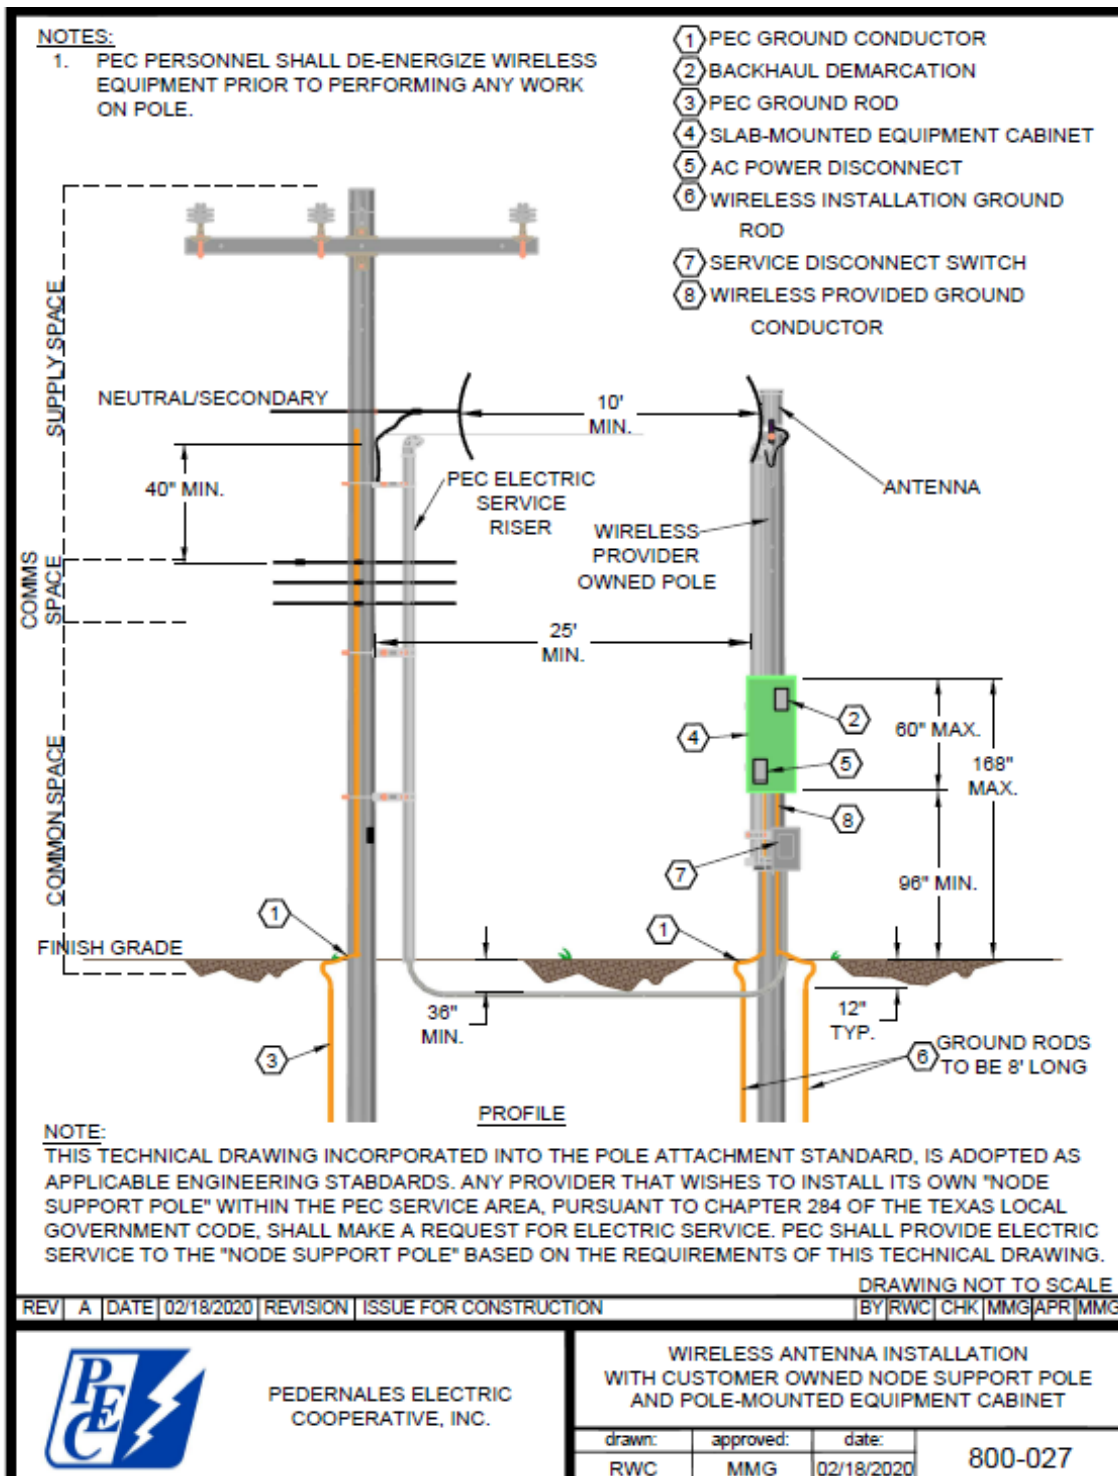 NOTES:
1. PEC PERSONNEL SHALL DE-ENERGIZE WIRELESS
EQUIPMENT PRIOR TO PERFORMING ANY WORK
ON POLE.
1 PEC GROUND CONDUCTOR
2 BACKHAUL DEMARCATION
3 PEC GROUND ROD
4 SLAB-MOUNTED EQUIPMENT CABINET
5 AC POWER DISCONNECT
6 WIRELESS INSTALLATION GROUND
ROD
7 SERVICE DISCONNECT SWITCH
8 WIRELESS PROVIDED GROUND
CONDUCTOR
SUPPLY SPACE
NEUTRAL/SECONDARY
10'
MIN.
40" MIN.
PEC ELECTRIC
SERVICE
RISER
ANTENNA
WIRELESS
PROVIDER
OWNED POLE
COMMS
SPACE
25'
MIN.
2
4
60" MAX.
5
168"
MAX.
COMMON SPACE
8
7
96" MIN.
1
1
FINISH GRADE
36"
MIN.
12"
TYP.
3
6
GROUND RODS
TO BE 8' LONG
PROFILE
NOTE:
THIS TECHNICAL DRAWING INCORPORATED INTO THE POLE ATTACHMENT STANDARD, IS ADOPTED AS
APPLICABLE ENGINEERING STABDARDS. ANY PROVIDER THAT WISHES TO INSTALL ITS OWN "NODE
SUPPORT POLE" WITHIN THE PEC SERVICE AREA, PURSUANT TO CHAPTER 284 OF THE TEXAS LOCAL
GOVERNMENT CODE, SHALL MAKE A REQUEST FOR ELECTRIC SERVICE. PEC SHALL PROVIDE ELECTRIC
SERVICE TO THE "NODE SUPPORT POLE" BASED ON THE REQUIREMENTS OF THIS TECHNICAL DRAWING.
DRAWING NOT TO SCALE
REV A DATE 02/18/2020 REVISION ISSUE FOR CONSTRUCTION BY RWC CHK MMG APR MMG
PEC
PEDERNALES ELECTRIC
COOPERATIVE, INC.
WIRELESS ANTENNA INSTALLATION
WITH CUSTOMER OWNED NODE SUPPORT POLE
AND POLE-MOUNTED EQUIPMENT CABINET
drawn: approved: date:
RWC MMG 02/18/2020
800-027